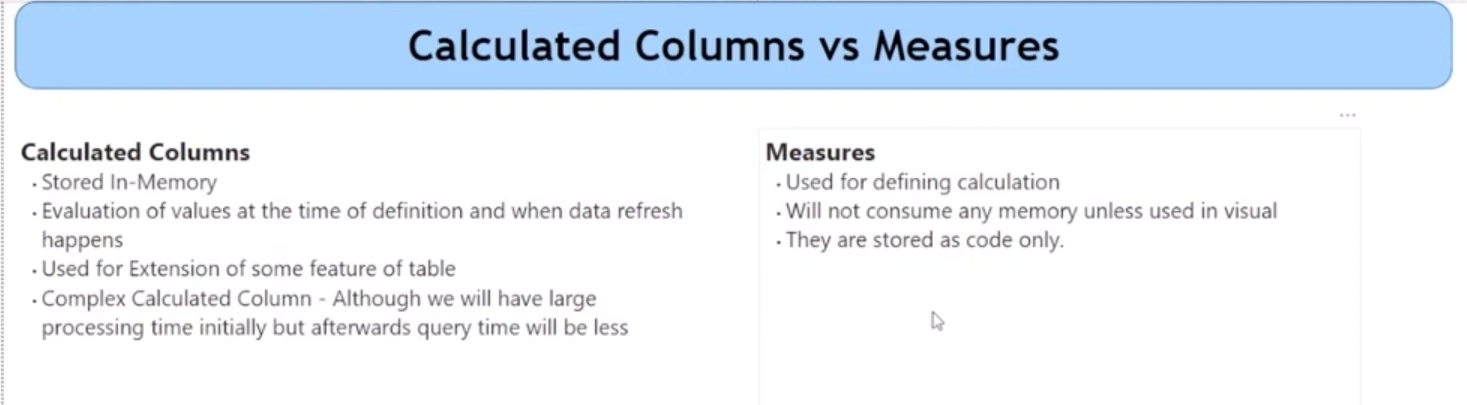 Calculated Columns vs Measures
...
Calculated Columns
· Stored In-Memory
· Evaluation of values at the time of definition and when data refresh
happens
· Used for Extension of some feature of table
· Complex Calculated Column - Although we will have large
processing time initially but afterwards query time will be less
Measures
· Used for defining calculation
· Will not consume any memory unless used in visual
· They are stored as code only.